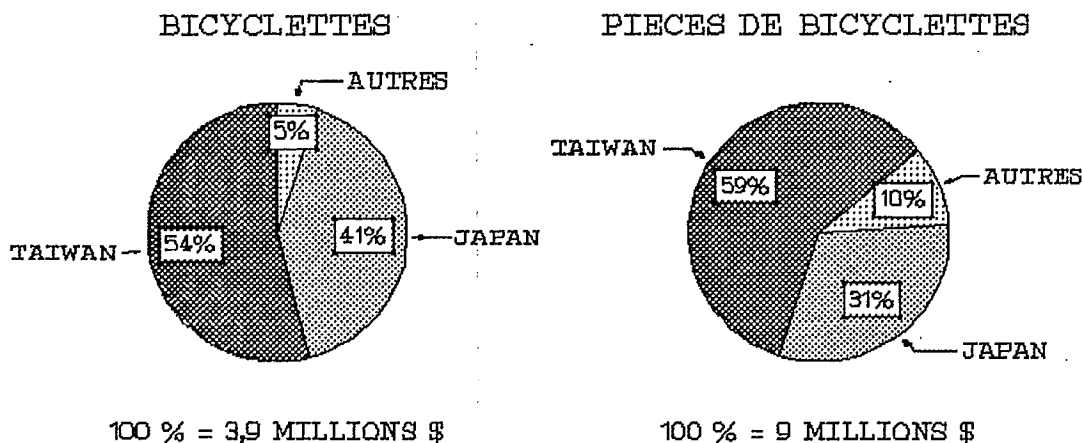 BICYCLETTES
AUTRES
5%
TAIWAN
54%
41%
JAPAN
100 % = 3,9 MILLIONS $
PIECES DE BICYCLETTES
TAIWAN
59%
AUTRES
10%
31%
JAPAN
100 % = 9 MILLIONS $